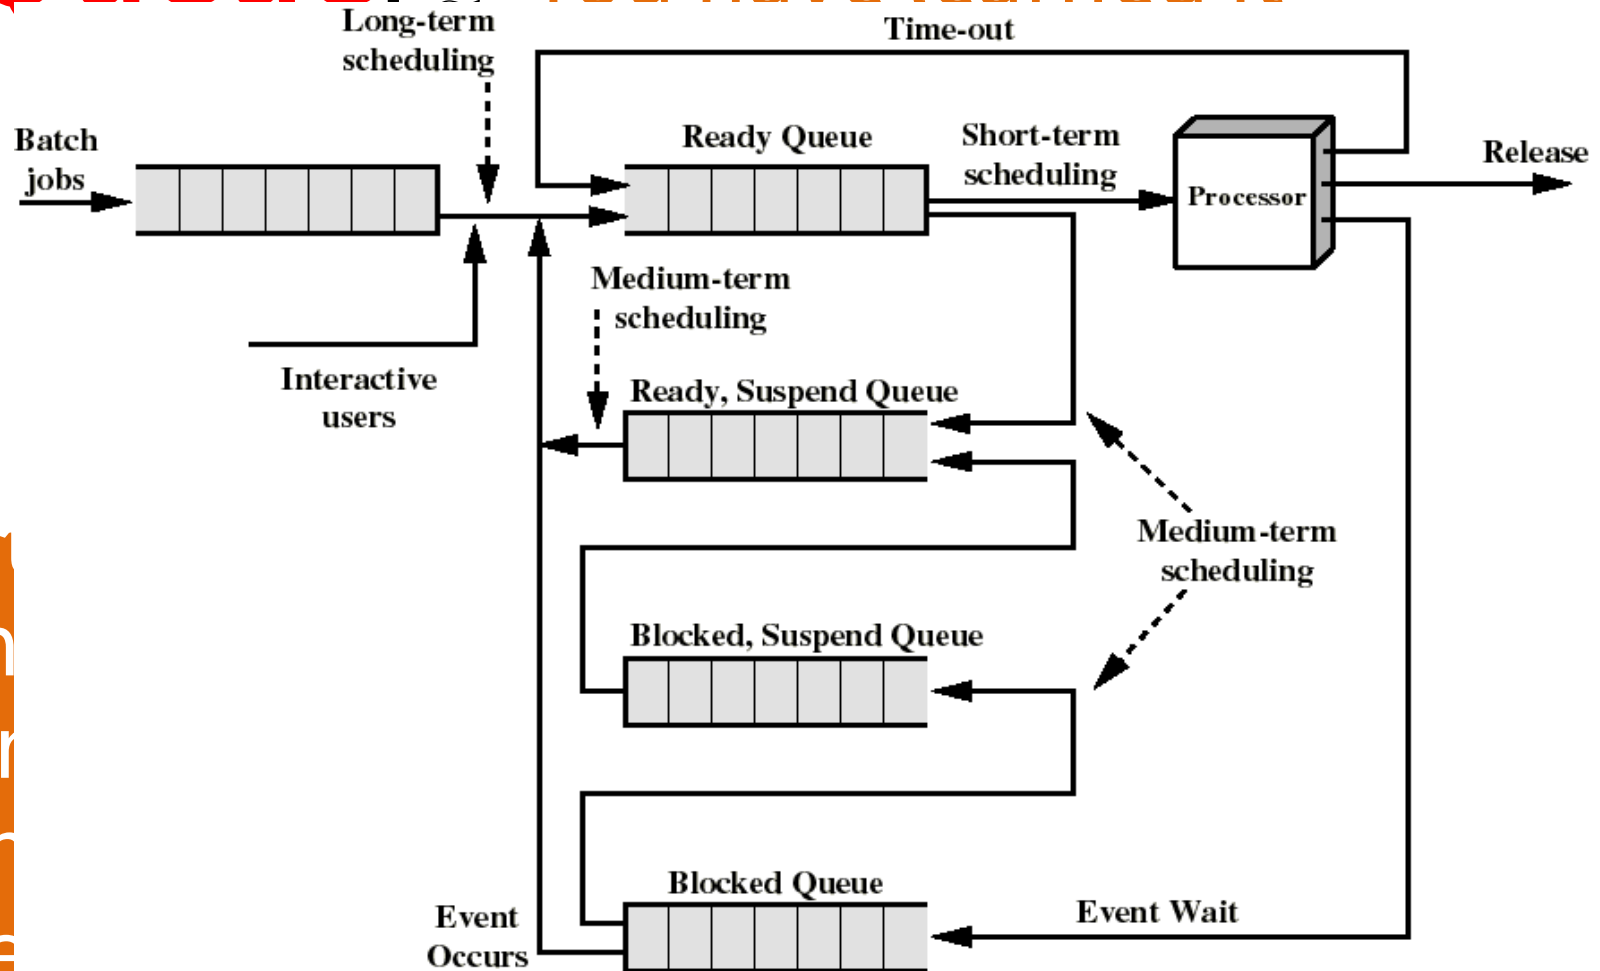 Long-term
scheduling
Time-out
Batch
jobs
Ready Queue
Short-term
scheduling
Processor
Release
Medium-term
scheduling
Interactive
users
Ready, Suspend Queue
Medium-term
scheduling
Blocked, Suspend Queue
Blocked Queue
Event
Occurs
Event Wait